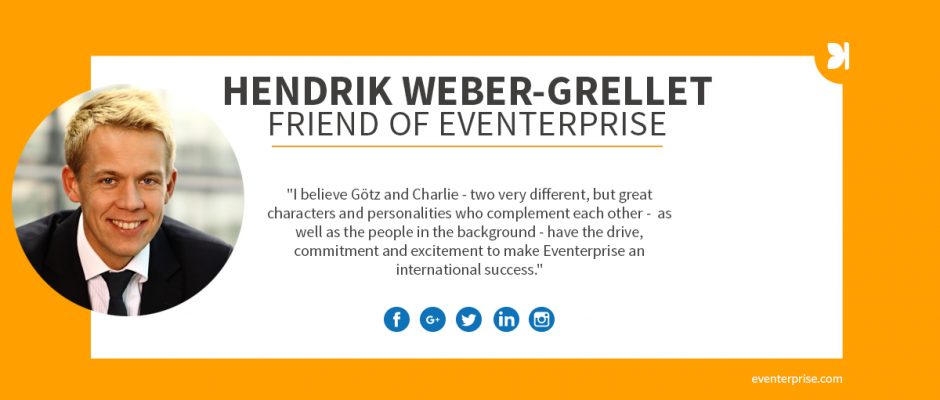 HENDRIK WEBER-GRELLET
FRIEND OF EVENTERPRISE
"I believe Götz and Charlie - two very different, but great
characters and personalities who complement each other -  as
well as the people in the background - have the drive,
commitment and excitement to make Eventerprise an
international success."
f G+ in
eventerprise.com